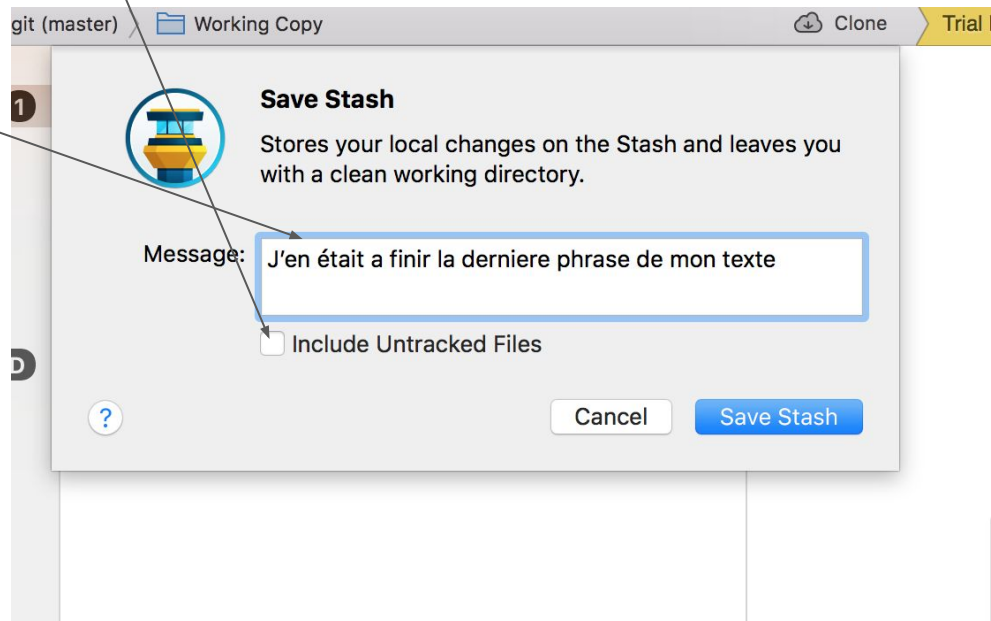 git (master) Working Copy Clone Trial
1
Save Stash
Stores your local changes on the Stash and leaves you
with a clean working directory.
Message: J'en était a finir la derniere phrase de mon texte
Include Untracked Files
D
? Cancel Save Stash